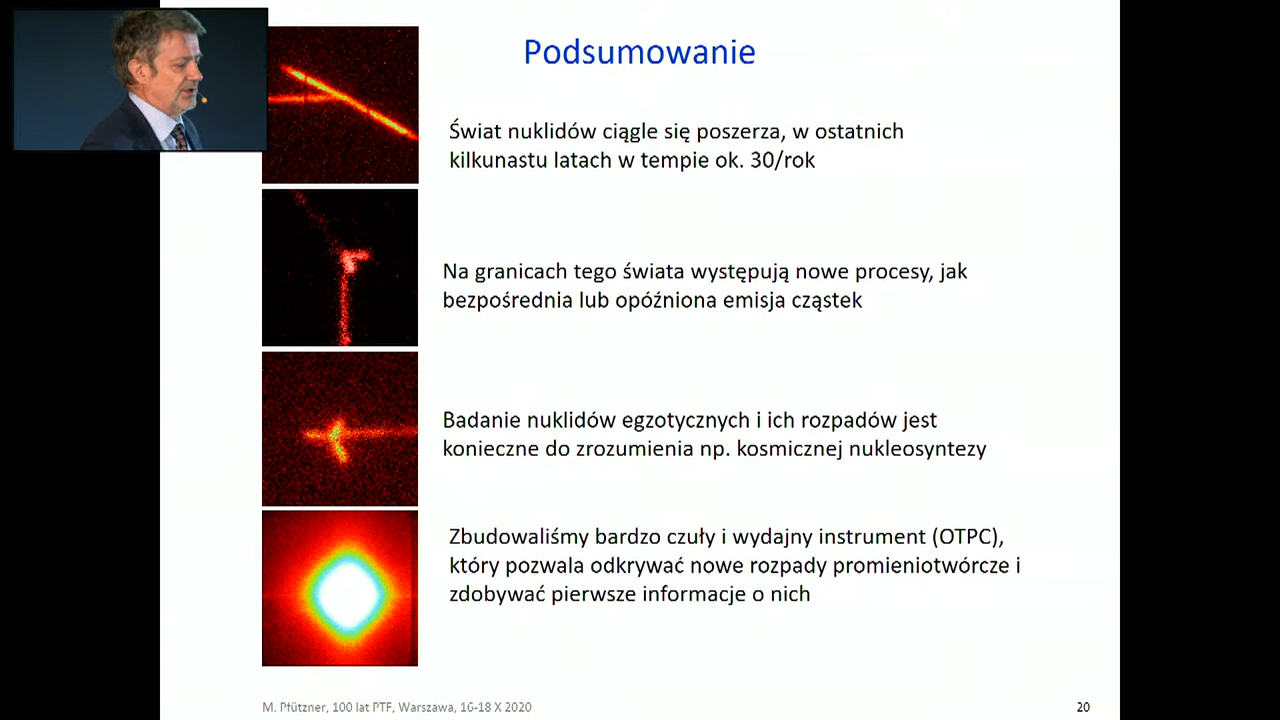 Podsumowanie
Świat nuklidów ciągle się poszerza, w ostatnich
kilkunastu latach w tempie ok. 30/rok
Na granicach tego świata występują nowe procesy, jak
bezpośrednia lub opóźniona emisja cząstek
Badanie nuklidów egzotycznych i ich rozpadów jest
konieczne do zrozumienia np. kosmicznej nukleosyntezy
Zbudowaliśmy bardzo czuły i wydajny instrument (OTPC),
który pozwala odkrywać nowe rozpady promieniotwórcze i
zdobywać pierwsze informacje o nich
M. Pfützner, 100 lat PTF, Warszawa, 16-18 X 2020
20